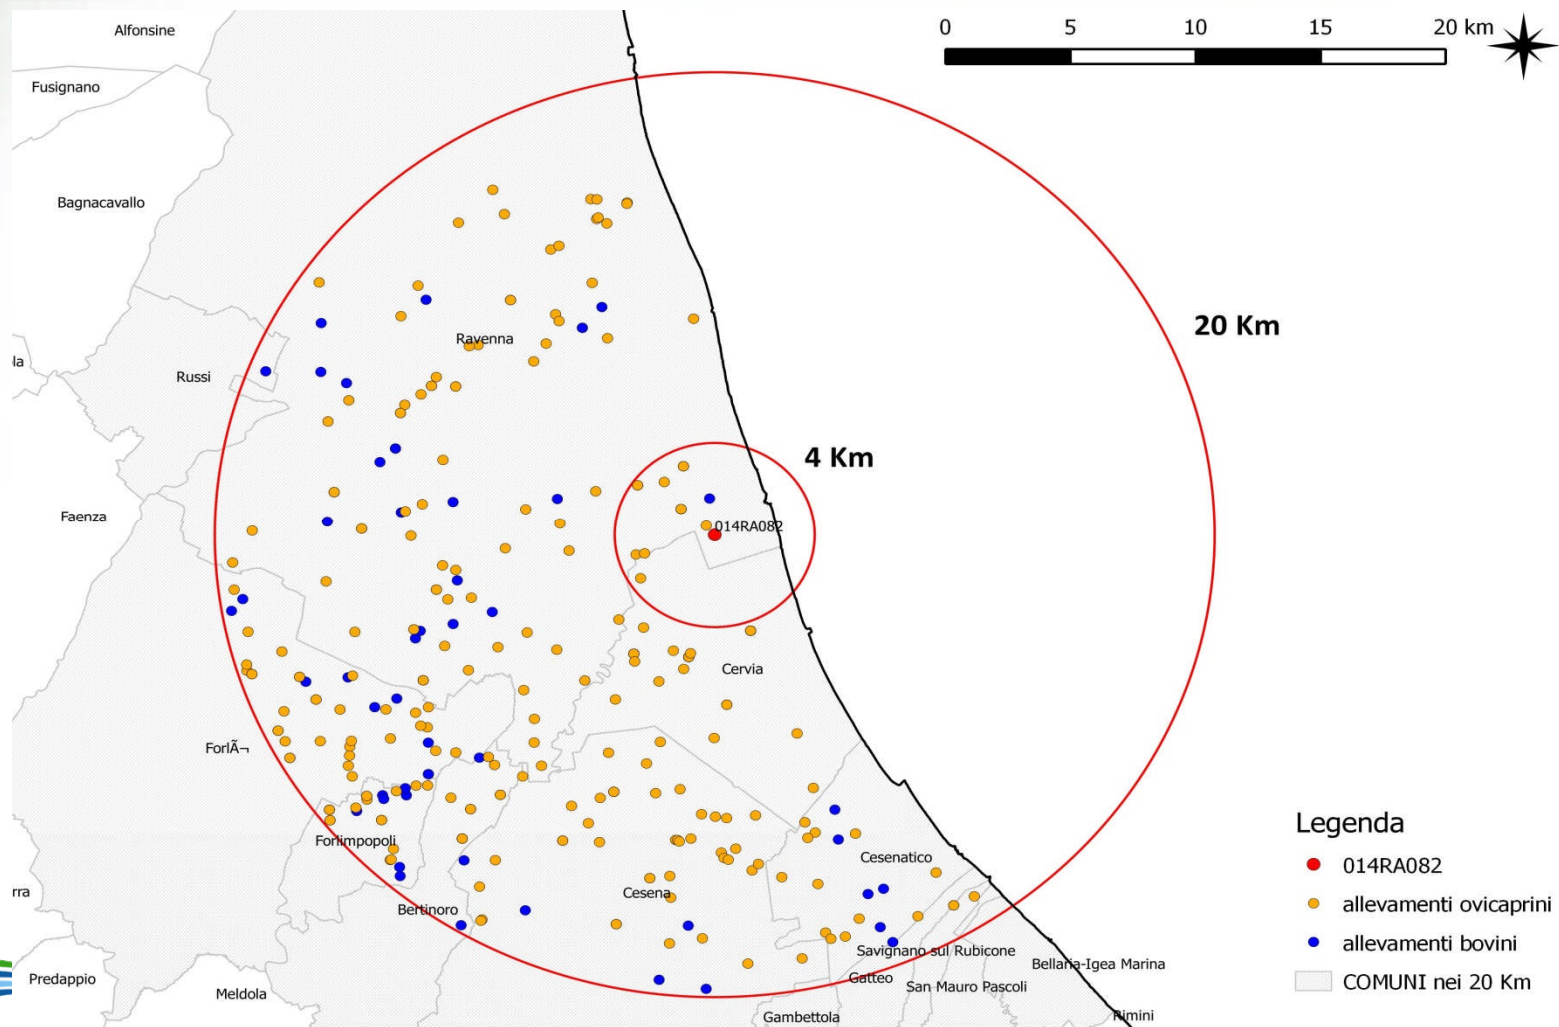 0 5 10 15 20 km
Alfonsine
Fusignano
Bagnacavallo
20 Km
Ravenna
la
Russi
4 Km
Faenza
014RA082
Cervia
ForlÃ¬
Legenda
Forlimpopoli
Cesenatico
014RA082
rra
Cesena
allevamenti ovicaprini
Bertinoro
allevamenti bovini
Savignano sul Rubicone
Bellaria-Igea Marina
Predappio
Gatteo
COMUNI nei 20 Km
San Mauro Pascoli
Meldola
Gambettola
Rimini